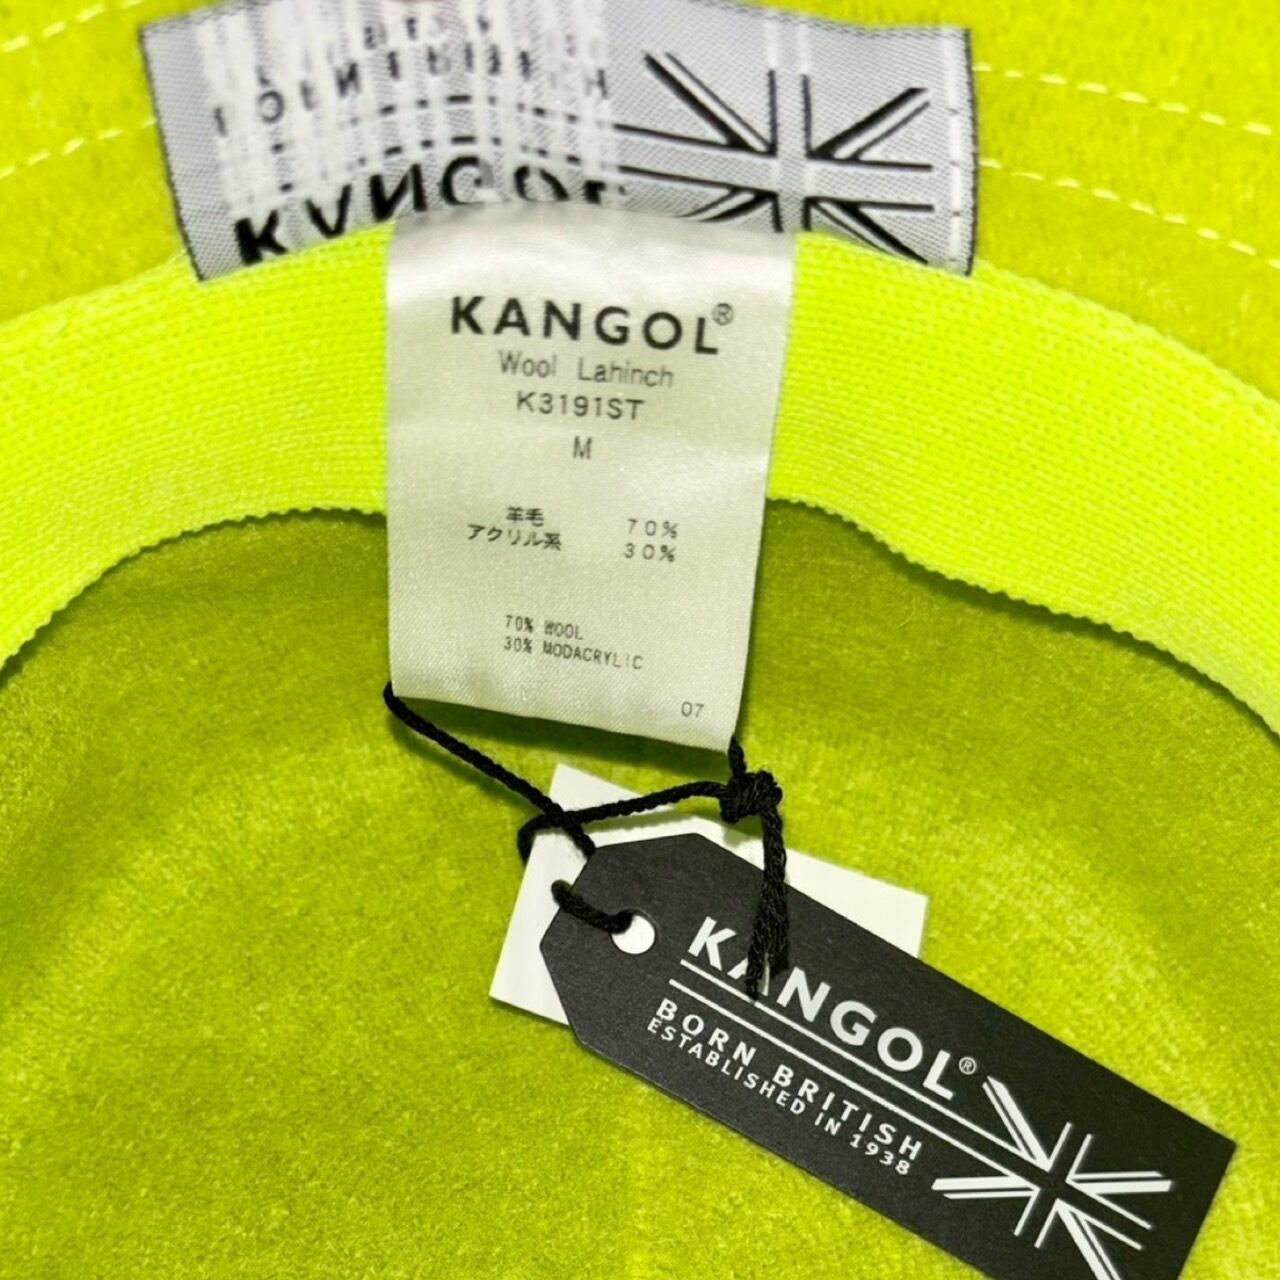 KANGOL
KANGOL®
Wool Lahinch
K3191ST
M
羊毛 70%
アクリル系 30%
70% WOOL
30% MODACRYLIC
07
KANGOL®
BORN BRITISH
ESTABLISHED IN 1938